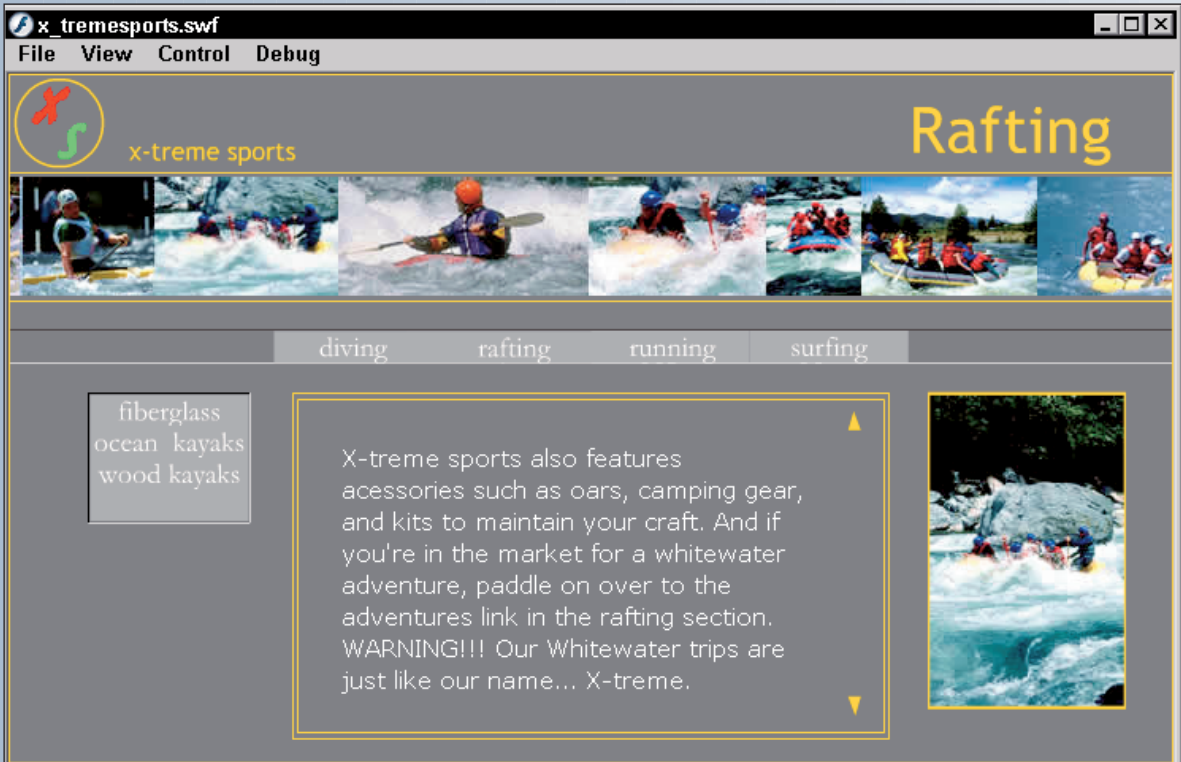 x_tremesports.swf
File View Control Debug
X S
x-treme sports
Rafting
diving rafting running surfing
fiberglass
ocean kayaks
wood kayaks
X-treme sports also features
acessories such as oars, camping gear,
and kits to maintain your craft. And if
you're in the market for a whitewater
adventure, paddle on over to the
adventures link in the rafting section.
WARNING!!! Our Whitewater trips are
just like our name... X-treme.